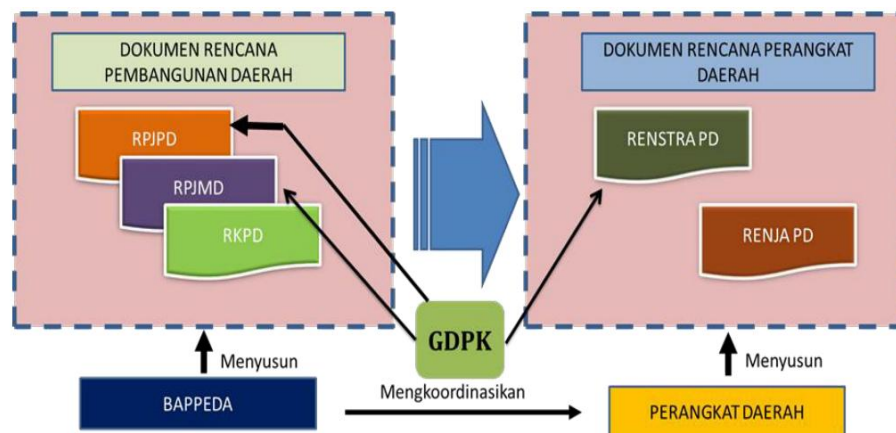 DOKUMEN RENCANA
PEMBANGUNAN DAERAH
DOKUMEN RENCANA PERANGKAT
DAERAH
RPJPD
RPJMD
RKPD
RENSTRA PD
RENJA PD
GDPK
Menyusun
Menyusun
BAPPEDA
Mengkoordinasikan
PERANGKAT DAERAH